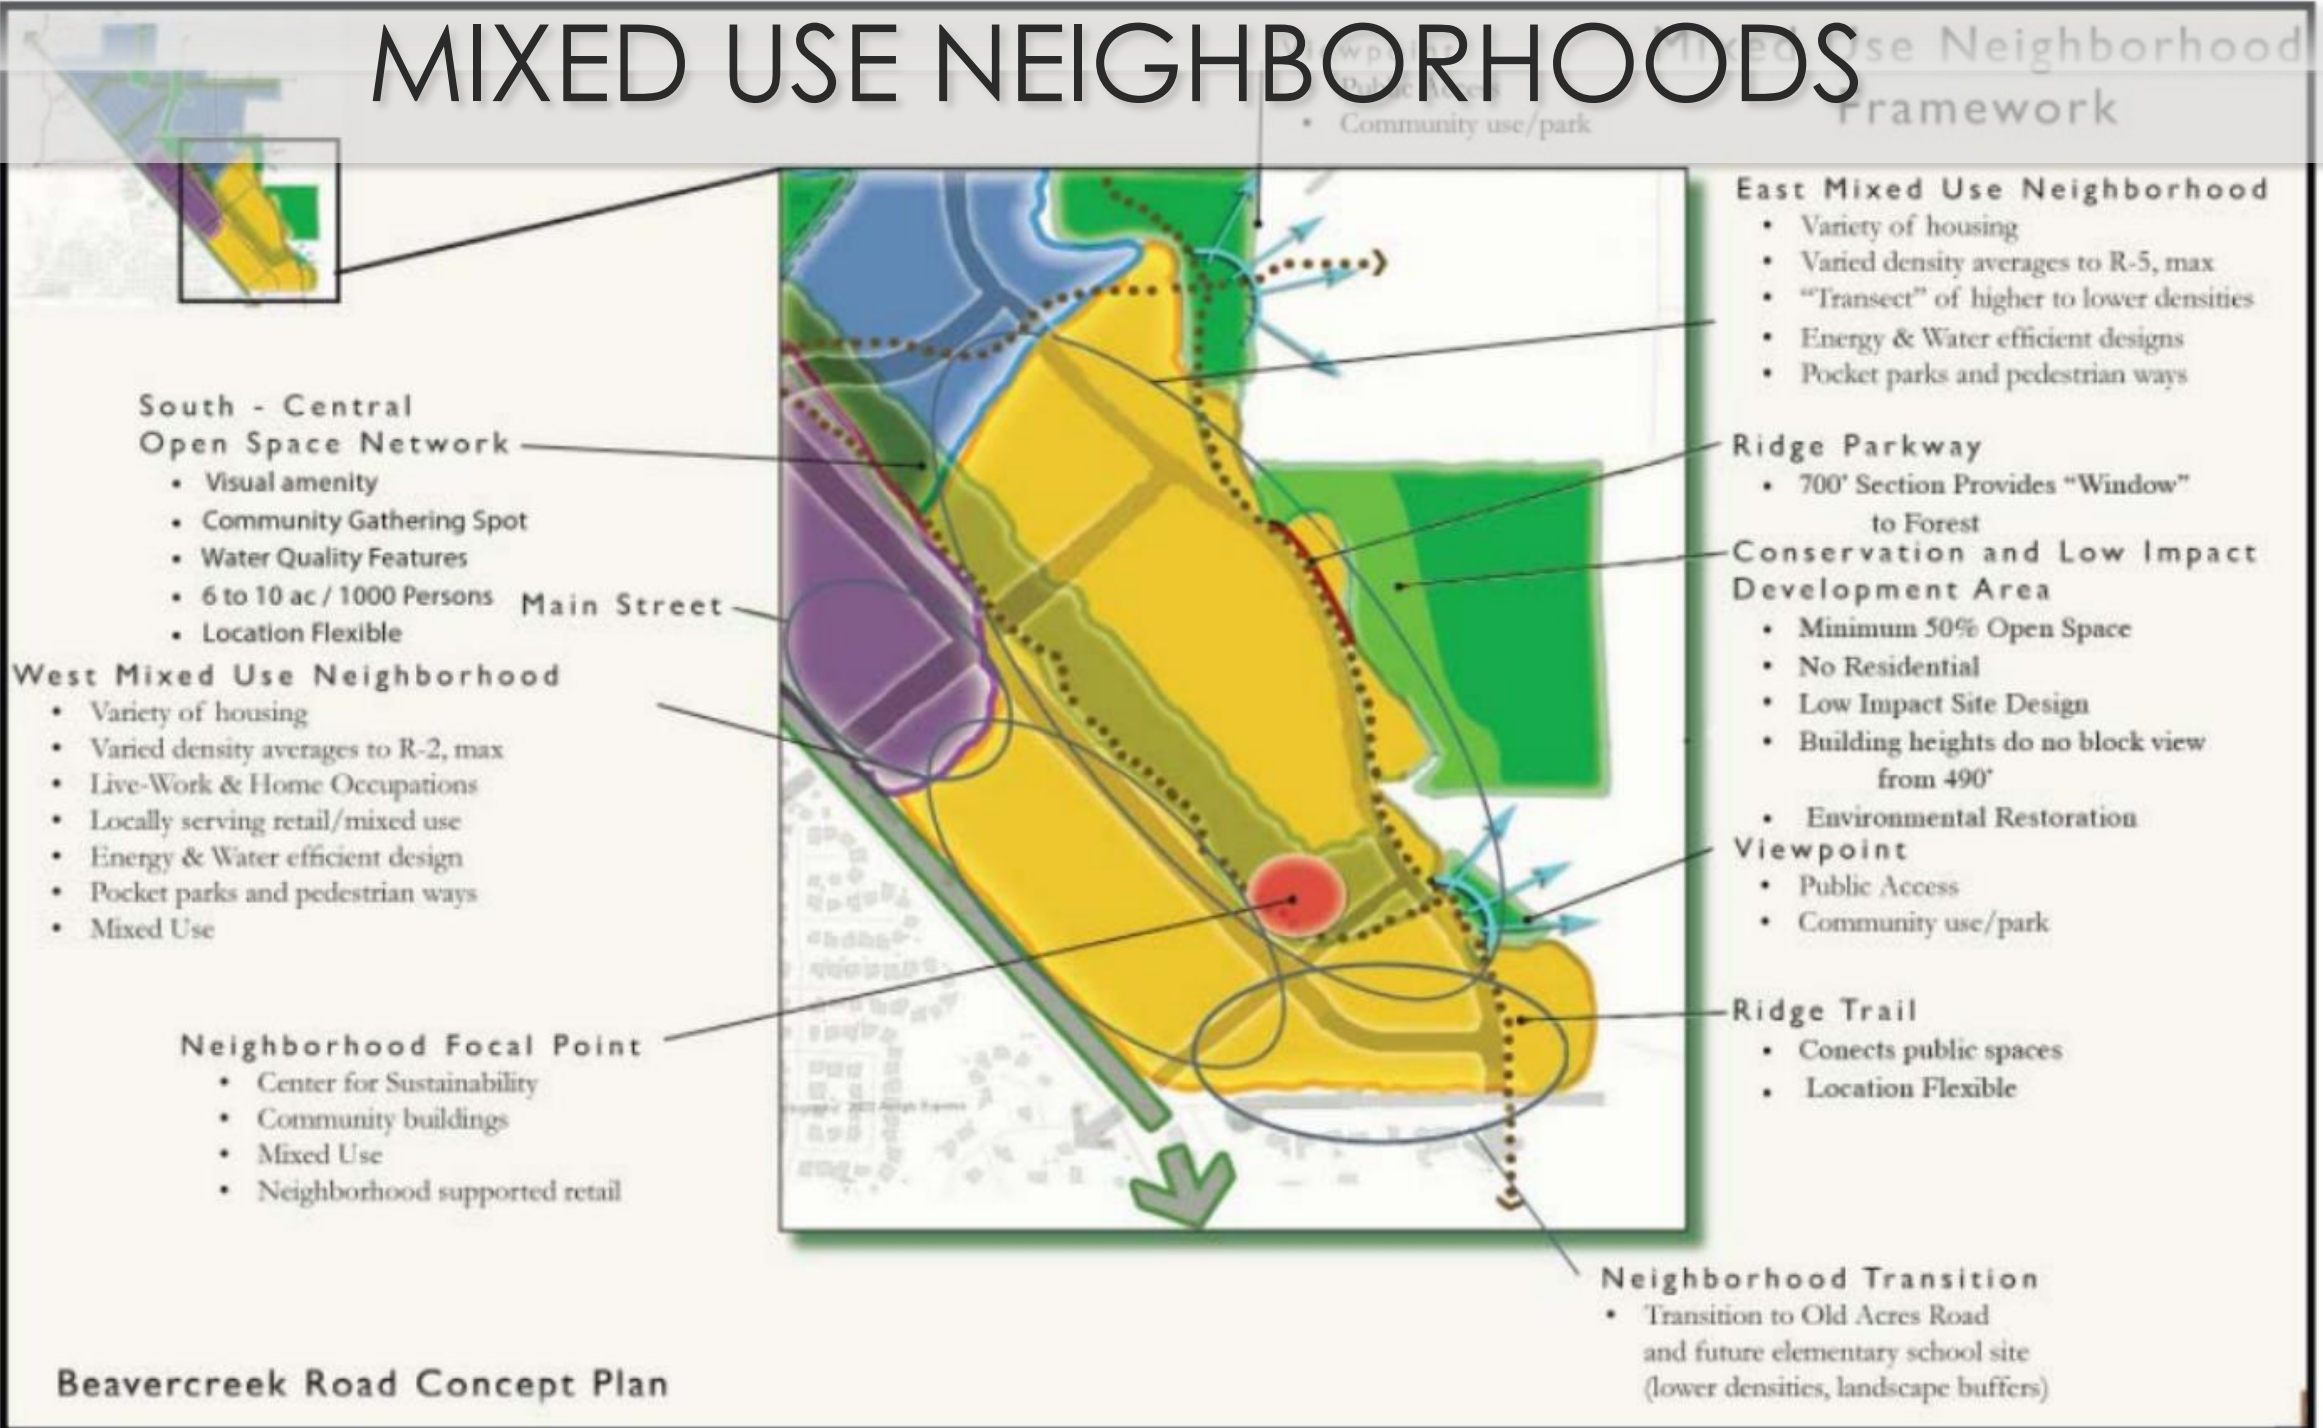 MIXED USE NEIGHBORHOODS
Mixed Use Neighborhood
Framework
Viewpoint
• Public Access
• Community use/park
East Mixed Use Neighborhood
• Variety of housing
• Varied density averages to R-5, max
• “Transect” of higher to lower densities
• Energy & Water efficient designs
• Pocket parks and pedestrian ways
Ridge Parkway
• 700' Section Provides “Window”
to Forest
Conservation and Low Impact
Development Area
• Minimum 50% Open Space
• No Residential
• Low Impact Site Design
• Building heights do no block view
from 490'
• Environmental Restoration
Viewpoint
• Public Access
• Community use/park
Ridge Trail
• Conects public spaces
• Location Flexible
Neighborhood Transition
• Transition to Old Acres Road
and future elementary school site
(lower densities, landscape buffers)
South - Central
Open Space Network
• Visual amenity
• Community Gathering Spot
• Water Quality Features
• 6 to 10 ac / 1000 Persons
• Location Flexible
Main Street
West Mixed Use Neighborhood
• Variety of housing
• Varied density averages to R-2, max
• Live-Work & Home Occupations
• Locally serving retail/mixed use
• Energy & Water efficient design
• Pocket parks and pedestrian ways
• Mixed Use
Neighborhood Focal Point
• Center for Sustainability
• Community buildings
• Mixed Use
• Neighborhood supported retail
Beavercreek Road Concept Plan